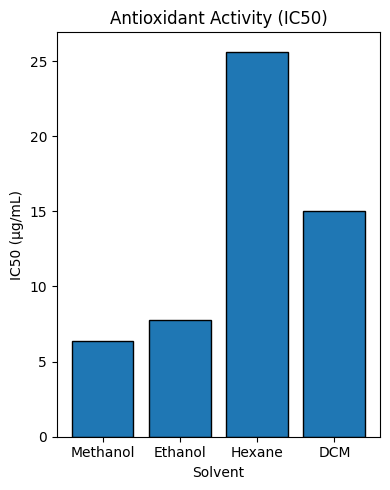 Antioxidant Activity (IC50)
25
20
15
10
5
0
IC50 (µg/mL)
Methanol Ethanol Hexane DCM
Solvent